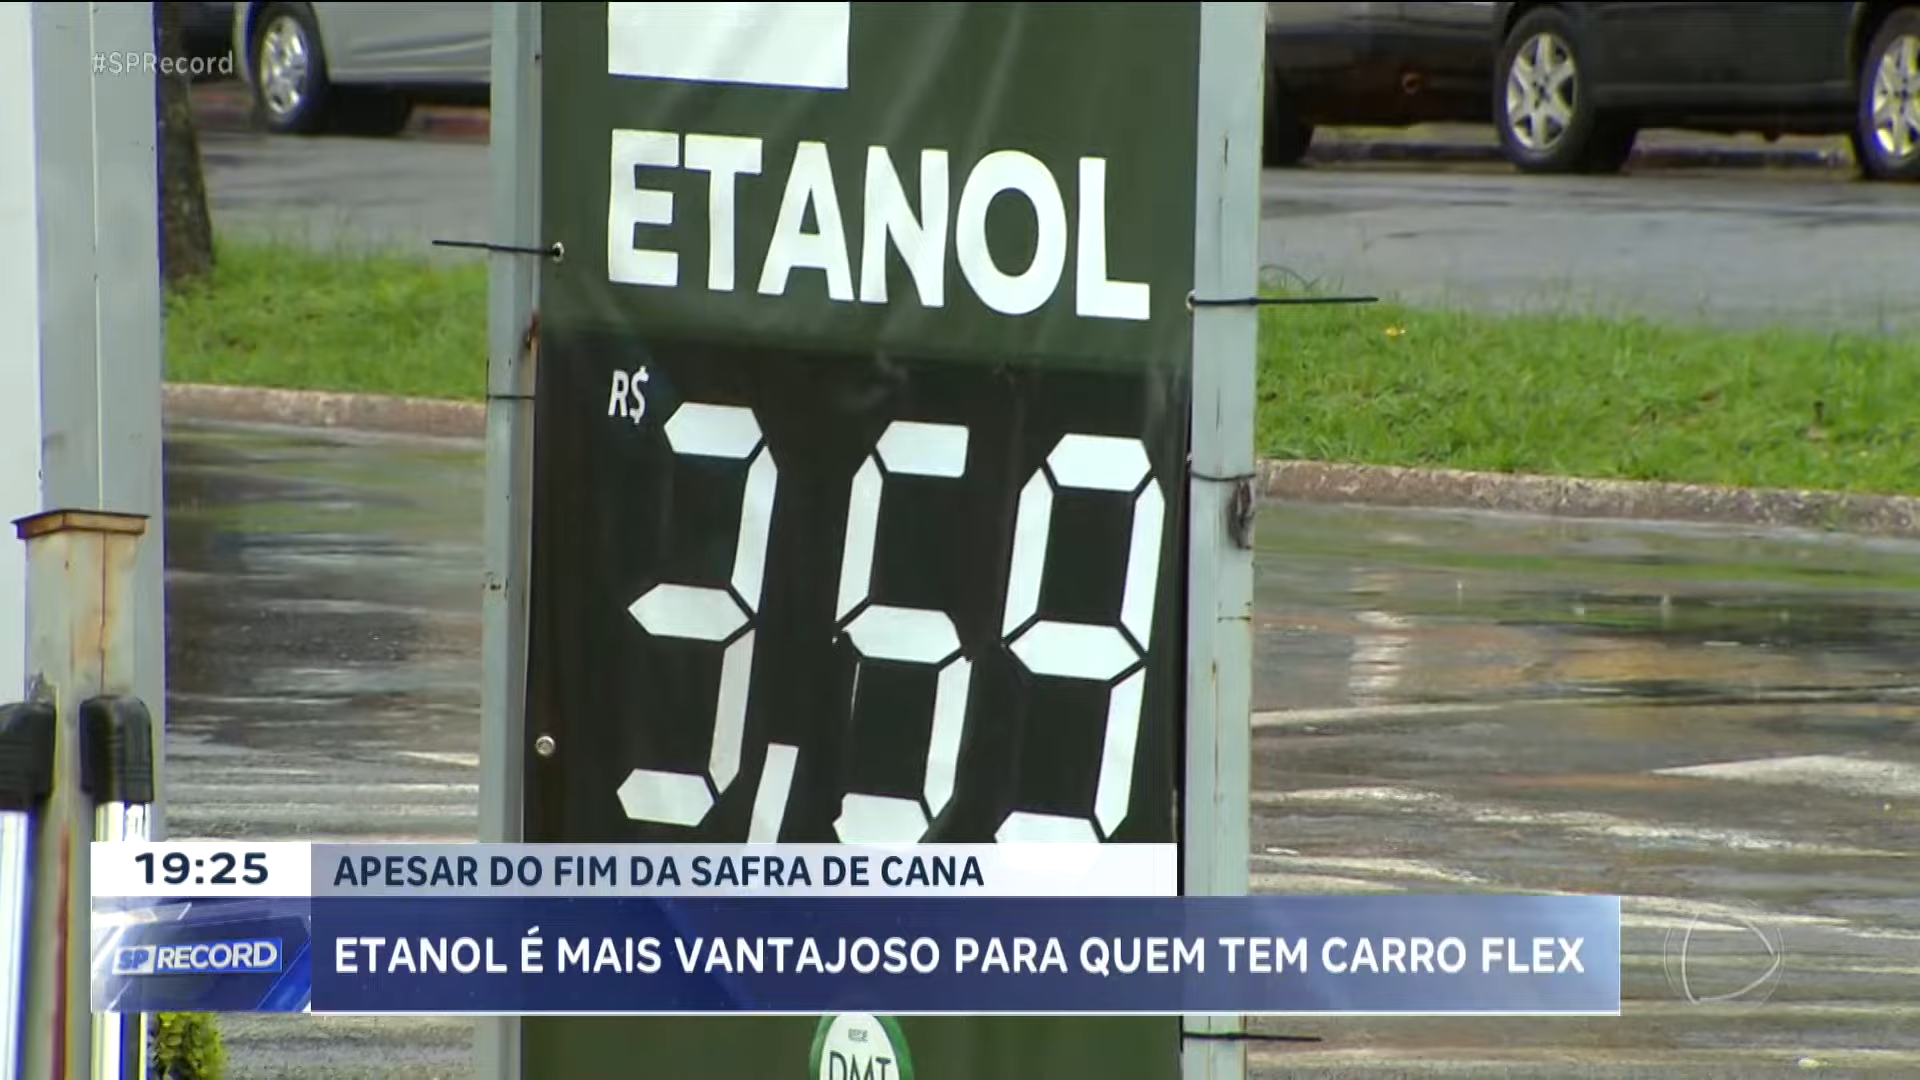 #SPRecord
ETANOL
R$
3,59
19:25
APESAR DO FIM DA SAFRA DE CANA
SP RECORD
ETANOL É MAIS VANTAJOSO PARA QUEM TEM CARRO FLEX
DMT